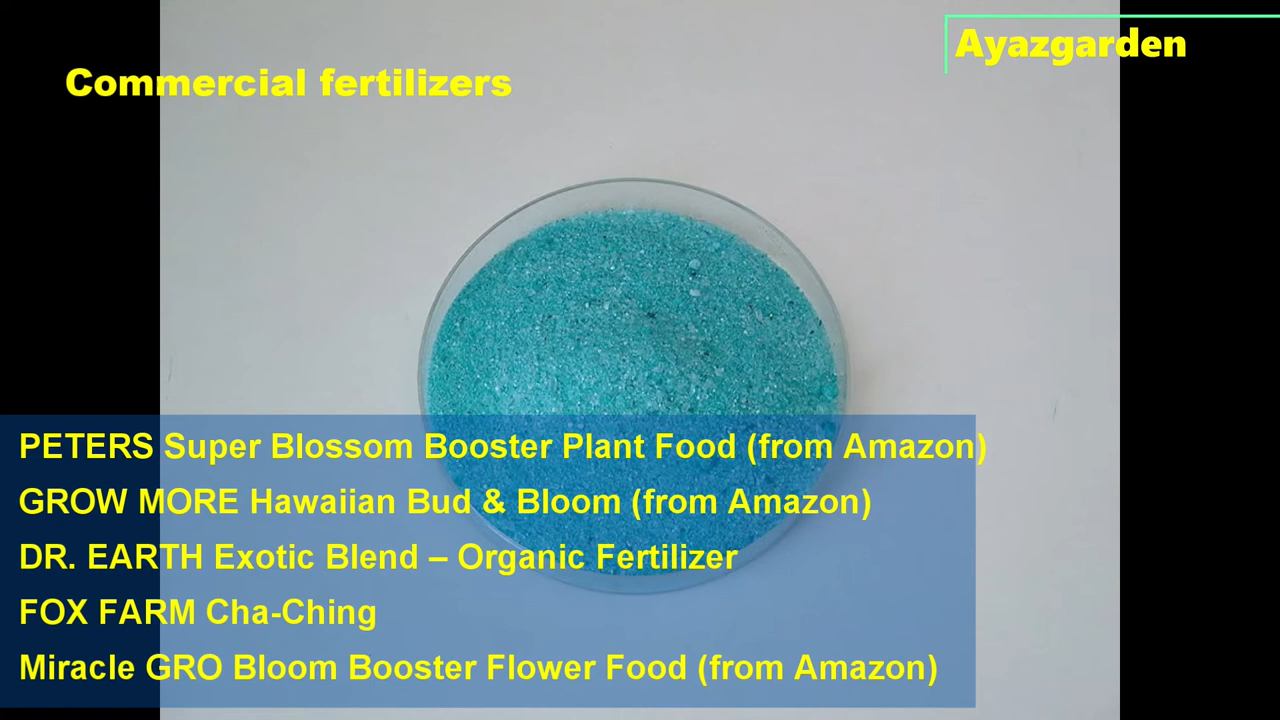 Ayazgarden
Commercial fertilizers
PETERS Super Blossom Booster Plant Food (from Amazon)
GROW MORE Hawaiian Bud & Bloom (from Amazon)
DR. EARTH Exotic Blend – Organic Fertilizer
FOX FARM Cha-Ching
Miracle GRO Bloom Booster Flower Food (from Amazon)